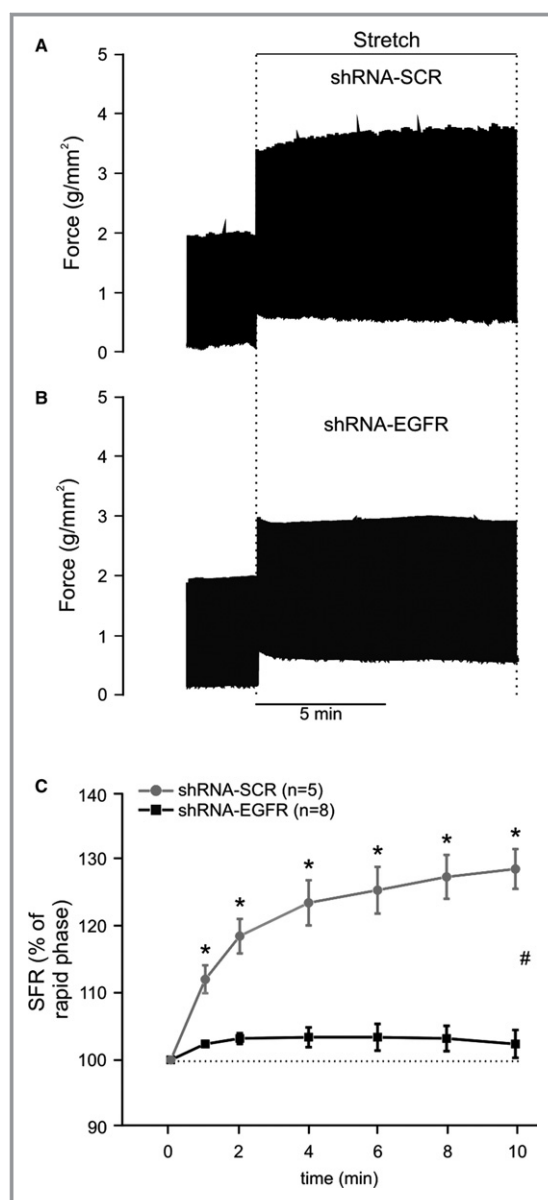 A
Stretch
shRNA-SCR
Force (g/mm²)
5
4
3
2
1
0
B
shRNA-EGFR
Force (g/mm²)
5
4
3
2
1
0
5 min
C
shRNA-SCR (n=5)
shRNA-EGFR (n=8)
SFR (% of
rapid phase)
140
130
120
110
100
90
* * * * * * *
#
0 2 4 6 8 10
time (min)